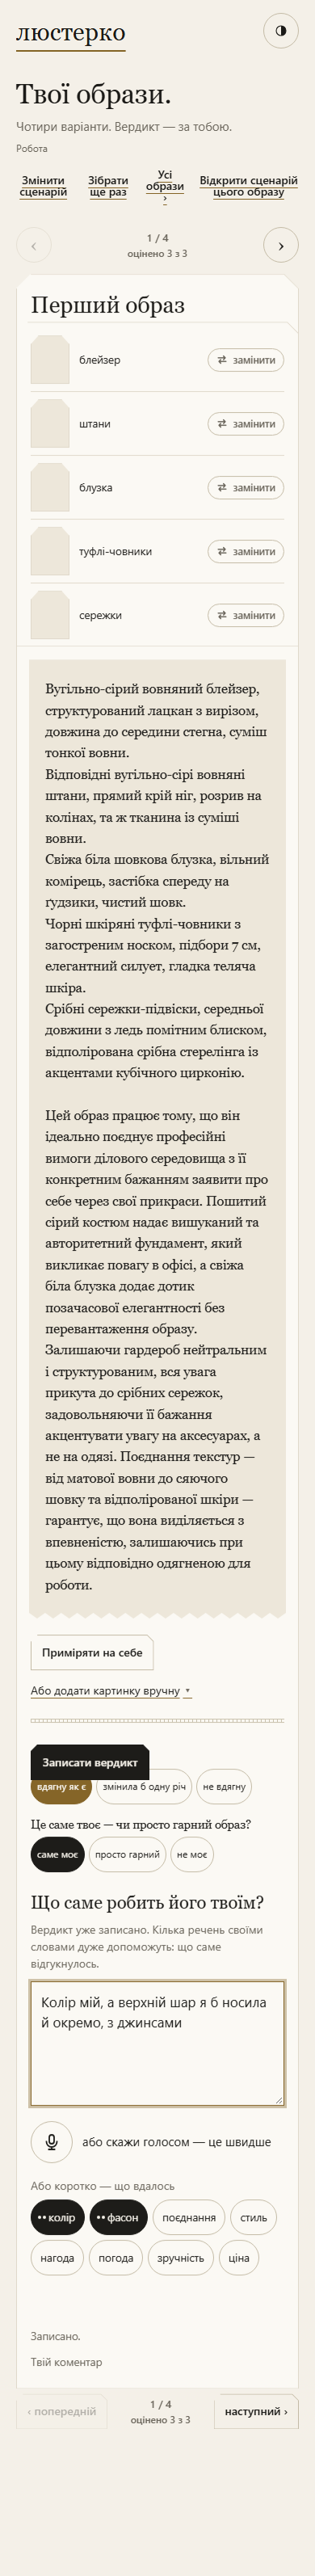 люстерко
Твої образи.
Чотири варіанти. Вердикт — за тобою.
Робота
Змінити сценарій
Зібрати ще раз
Усі образи ›
Відкрити сценарій цього образу
‹
1 / 4
оцінено 3 з 3
›
Перший образ
блейзер
⇄ замінити
штани
⇄ замінити
блузка
⇄ замінити
туфлі-човники
⇄ замінити
сережки
⇄ замінити
Вугільно-сірий вовняний блейзер,
структурований лацкан з вирізом,
довжина до середини стегна, суміш
тонкої вовни.
Відповідні вугільно-сірі вовняні
штани, прямий крій ніг, розрив на
колінах, та ж тканина із суміші
вовни.
Свіжа біла шовкова блузка, вільний
комірець, застібка спереду на
ґудзики, чистий шовк.
Чорні шкіряні туфлі-човники з
загостреним носком, підбори 7 см,
елегантний силует, гладка теляча
шкіра.
Срібні сережки-підвіски, середньої
довжини з ледь помітним блиском,
відполірована срібна стерелінга із
акцентами кубічного цирконію.
Цей образ працює тому, що він
ідеально поєднує професійні
вимоги ділового середовища з її
конкретним бажанням заявити про
себе через свої прикраси. Пошитий
сірий костюм надає вишуканий та
авторитетний фундамент, який
викликає повагу в офісі, а свіжа
біла блузка додає дотик
позачасової елегантності без
перевантаження образу.
Залишаючи гардероб нейтральним
і структурованим, вся увага
прикута до срібних сережок,
задовольняючи її бажання
акцентувати увагу на аксесуарах, а
не на одязі. Поєднання текстур —
від матової вовни до сяючого
шовку та відполірованої шкіри —
гарантує, що вона виділяється з
впевненістю, залишаючись при
цьому відповідно одягненою для
роботи.
Приміряти на себе
Або додати картинку вручну ▾
Записати вердикт
вдягну як є
змінила б одну річ
не вдягну
Це саме твоє — чи просто гарний образ?
саме моє
просто гарний
не моє
Що саме робить його твоїм?
Вердикт уже записано. Кілька речень своїми
словами дуже допоможуть: що саме
відгукнулось.
Колір мій, а верхній шар я б носила
й окремо, з джинсами
або скажи голосом — це швидше
Або коротко — що вдалось
•• колір
•• фасон
поєднання
стиль
нагода
погода
зручність
ціна
Записано.
Твій коментар
‹ попередній
1 / 4
оцінено 3 з 3
наступний ›